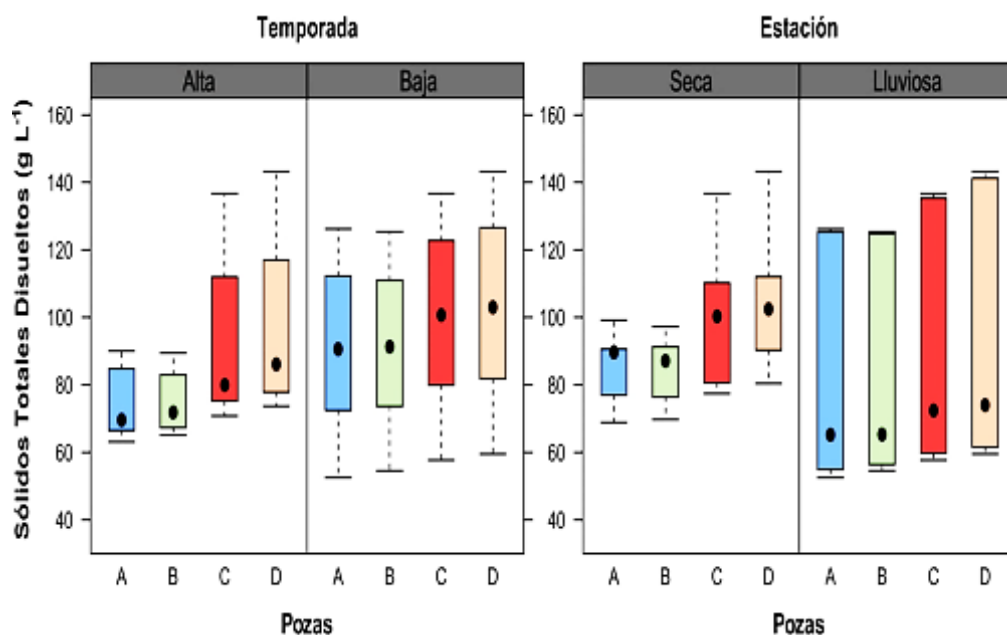 Temporada
Estación
Alta
Baja
Seca
Lluviosa
Sólidos Totales Disueltos (g L⁻¹)
160
140
120
100
80
60
40
160
140
120
100
80
60
40
A B C D A B C D
A B C D A B C D
Pozas
Pozas